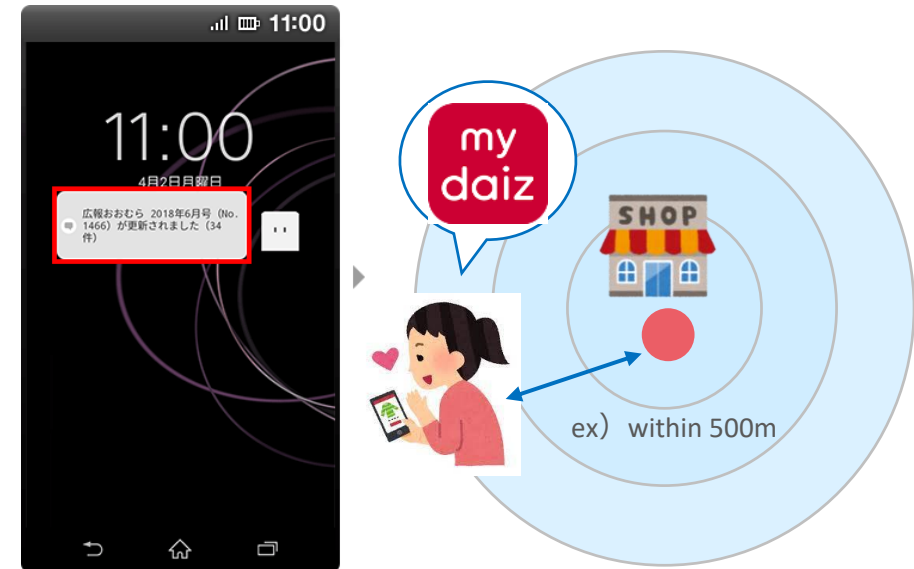 11:00
11:00
4月2日月曜日
広報おおむら 2018年6月号（No.
1466）が更新されました（34
件）
my
daiz
SHOP
ex） within 500m